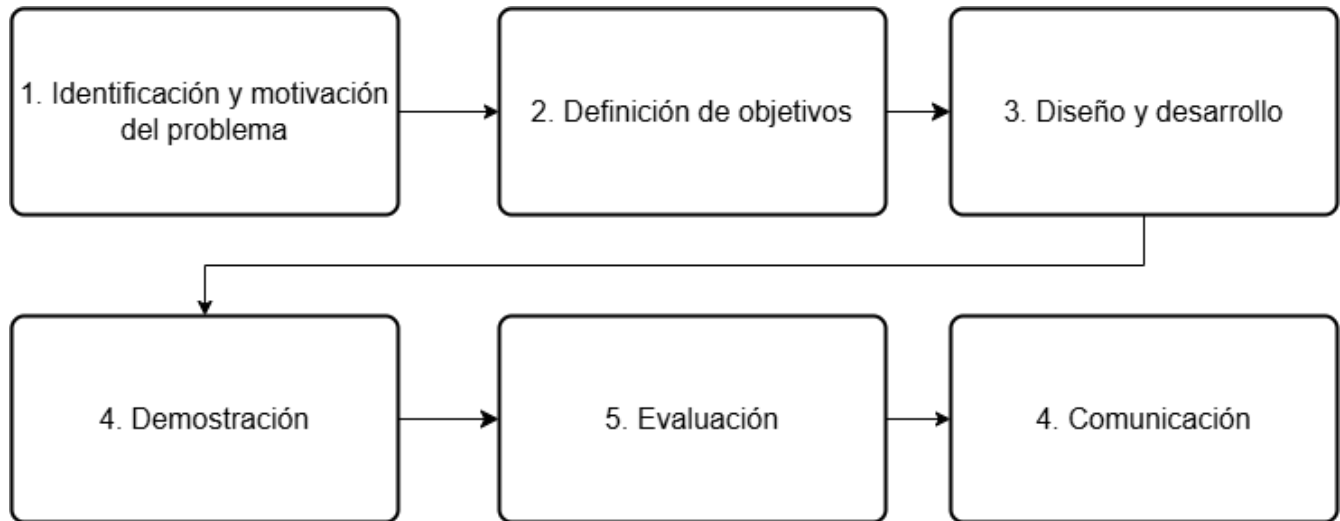 1. Identificación y motivación
del problema
2. Definición de objetivos
3. Diseño y desarrollo
4. Demostración
5. Evaluación
4. Comunicación